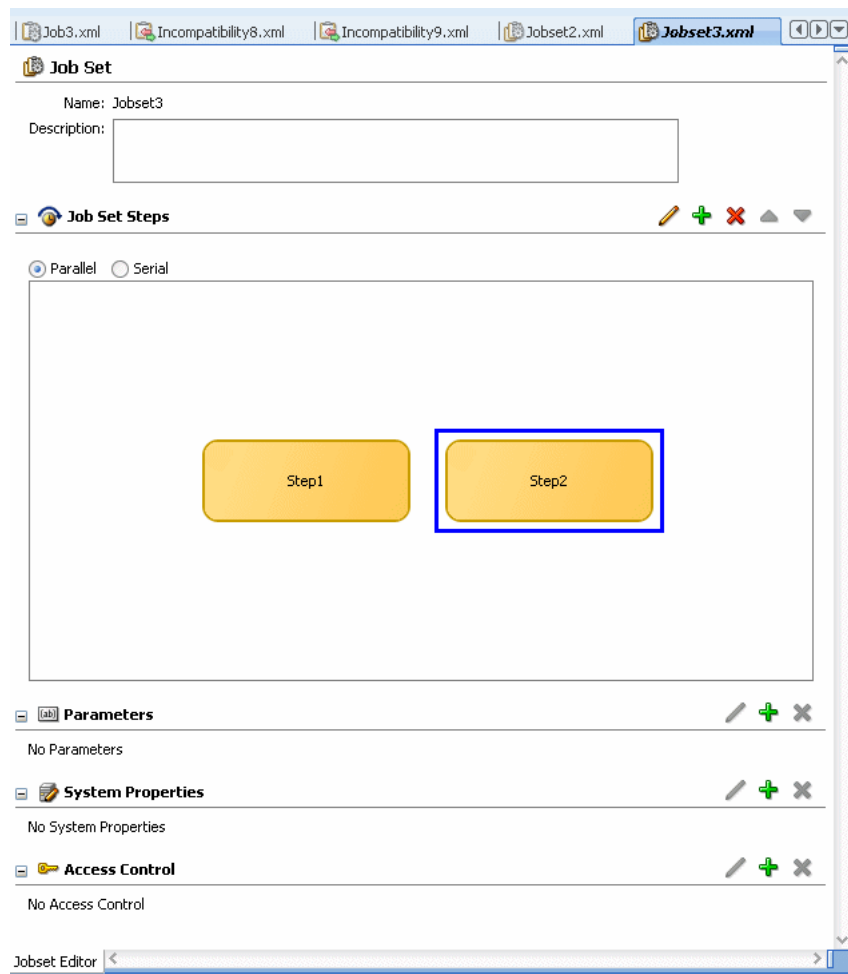 Job3.xml Incompatibility8.xml Incompatibility9.xml Jobset2.xml Jobset3.xml
Job Set
Name: Jobset3
Description:
Job Set Steps
Parallel Serial
Step1 Step2
(ab) Parameters
No Parameters
System Properties
No System Properties
Access Control
No Access Control
Jobset Editor